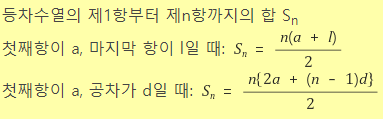 등차수열의 제1항부터 제n항까지의 합 Sₙ
첫째항이 a, 마지막 항이 l일 때: Sₙ = n(a + l) / 2
첫째항이 a, 공차가 d일 때: Sₙ = n{2a + (n - 1)d} / 2